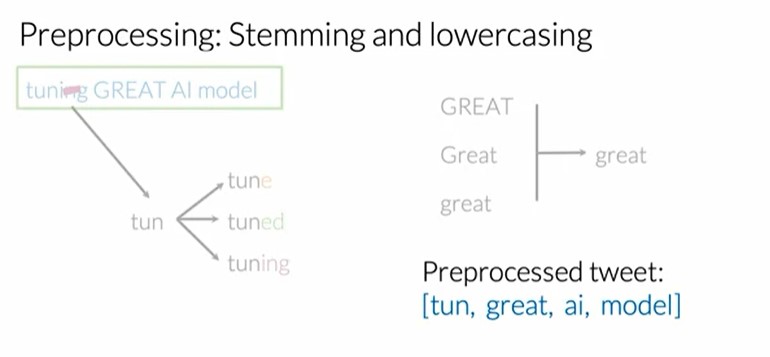 Preprocessing: Stemming and lowercasing
tuning GREAT AI model
tun
tune
tuned
tuning
GREAT
Great
great
great
Preprocessed tweet:
[tun, great, ai, model]